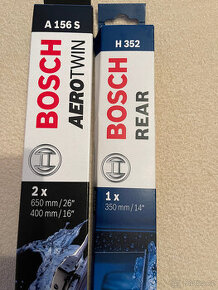 A 156 S
BOSCH
AEROTWIN
2 x
650 mm / 26"
400 mm / 16"
H 352
BOSCH
REAR
1 x
350 mm / 14"